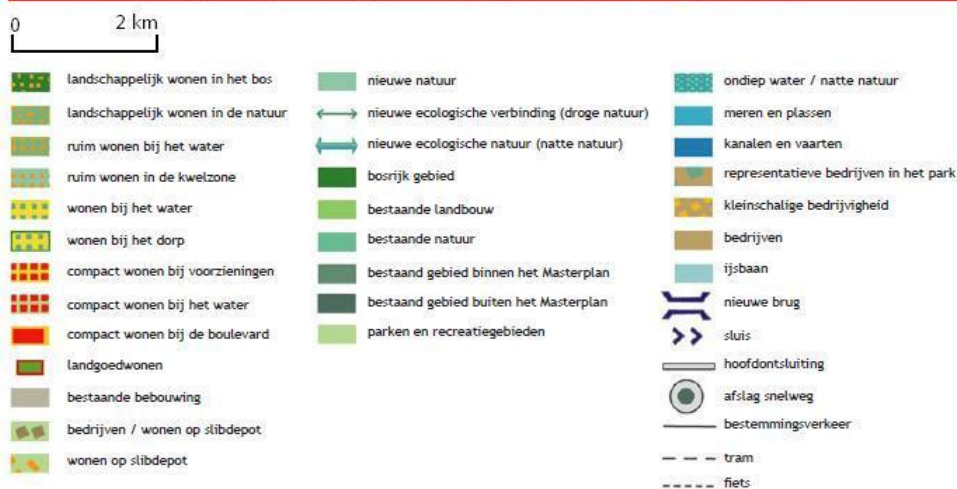 0 2 km
landschappelijk wonen in het bos
landschappelijk wonen in de natuur
ruim wonen bij het water
ruim wonen in de kwelzone
wonen bij het water
wonen bij het dorp
compact wonen bij voorzieningen
compact wonen bij het water
compact wonen bij de boulevard
landgoedwonen
bestaande bebouwing
bedrijven / wonen op slibdepot
wonen op slibdepot
nieuwe natuur
nieuwe ecologische verbinding (droge natuur)
nieuwe ecologische natuur (natte natuur)
bosrijk gebied
bestaande landbouw
bestaande natuur
bestaand gebied binnen het Masterplan
bestaand gebied buiten het Masterplan
parken en recreatiegebieden
ondiep water / natte natuur
meren en plassen
kanalen en vaarten
representatieve bedrijven in het park
kleinschalige bedrijvigheid
bedrijven
ijsbaan
nieuwe brug
sluis
hoofdontsluiting
afslag snelweg
bestemmingsverkeer
tram
fiets